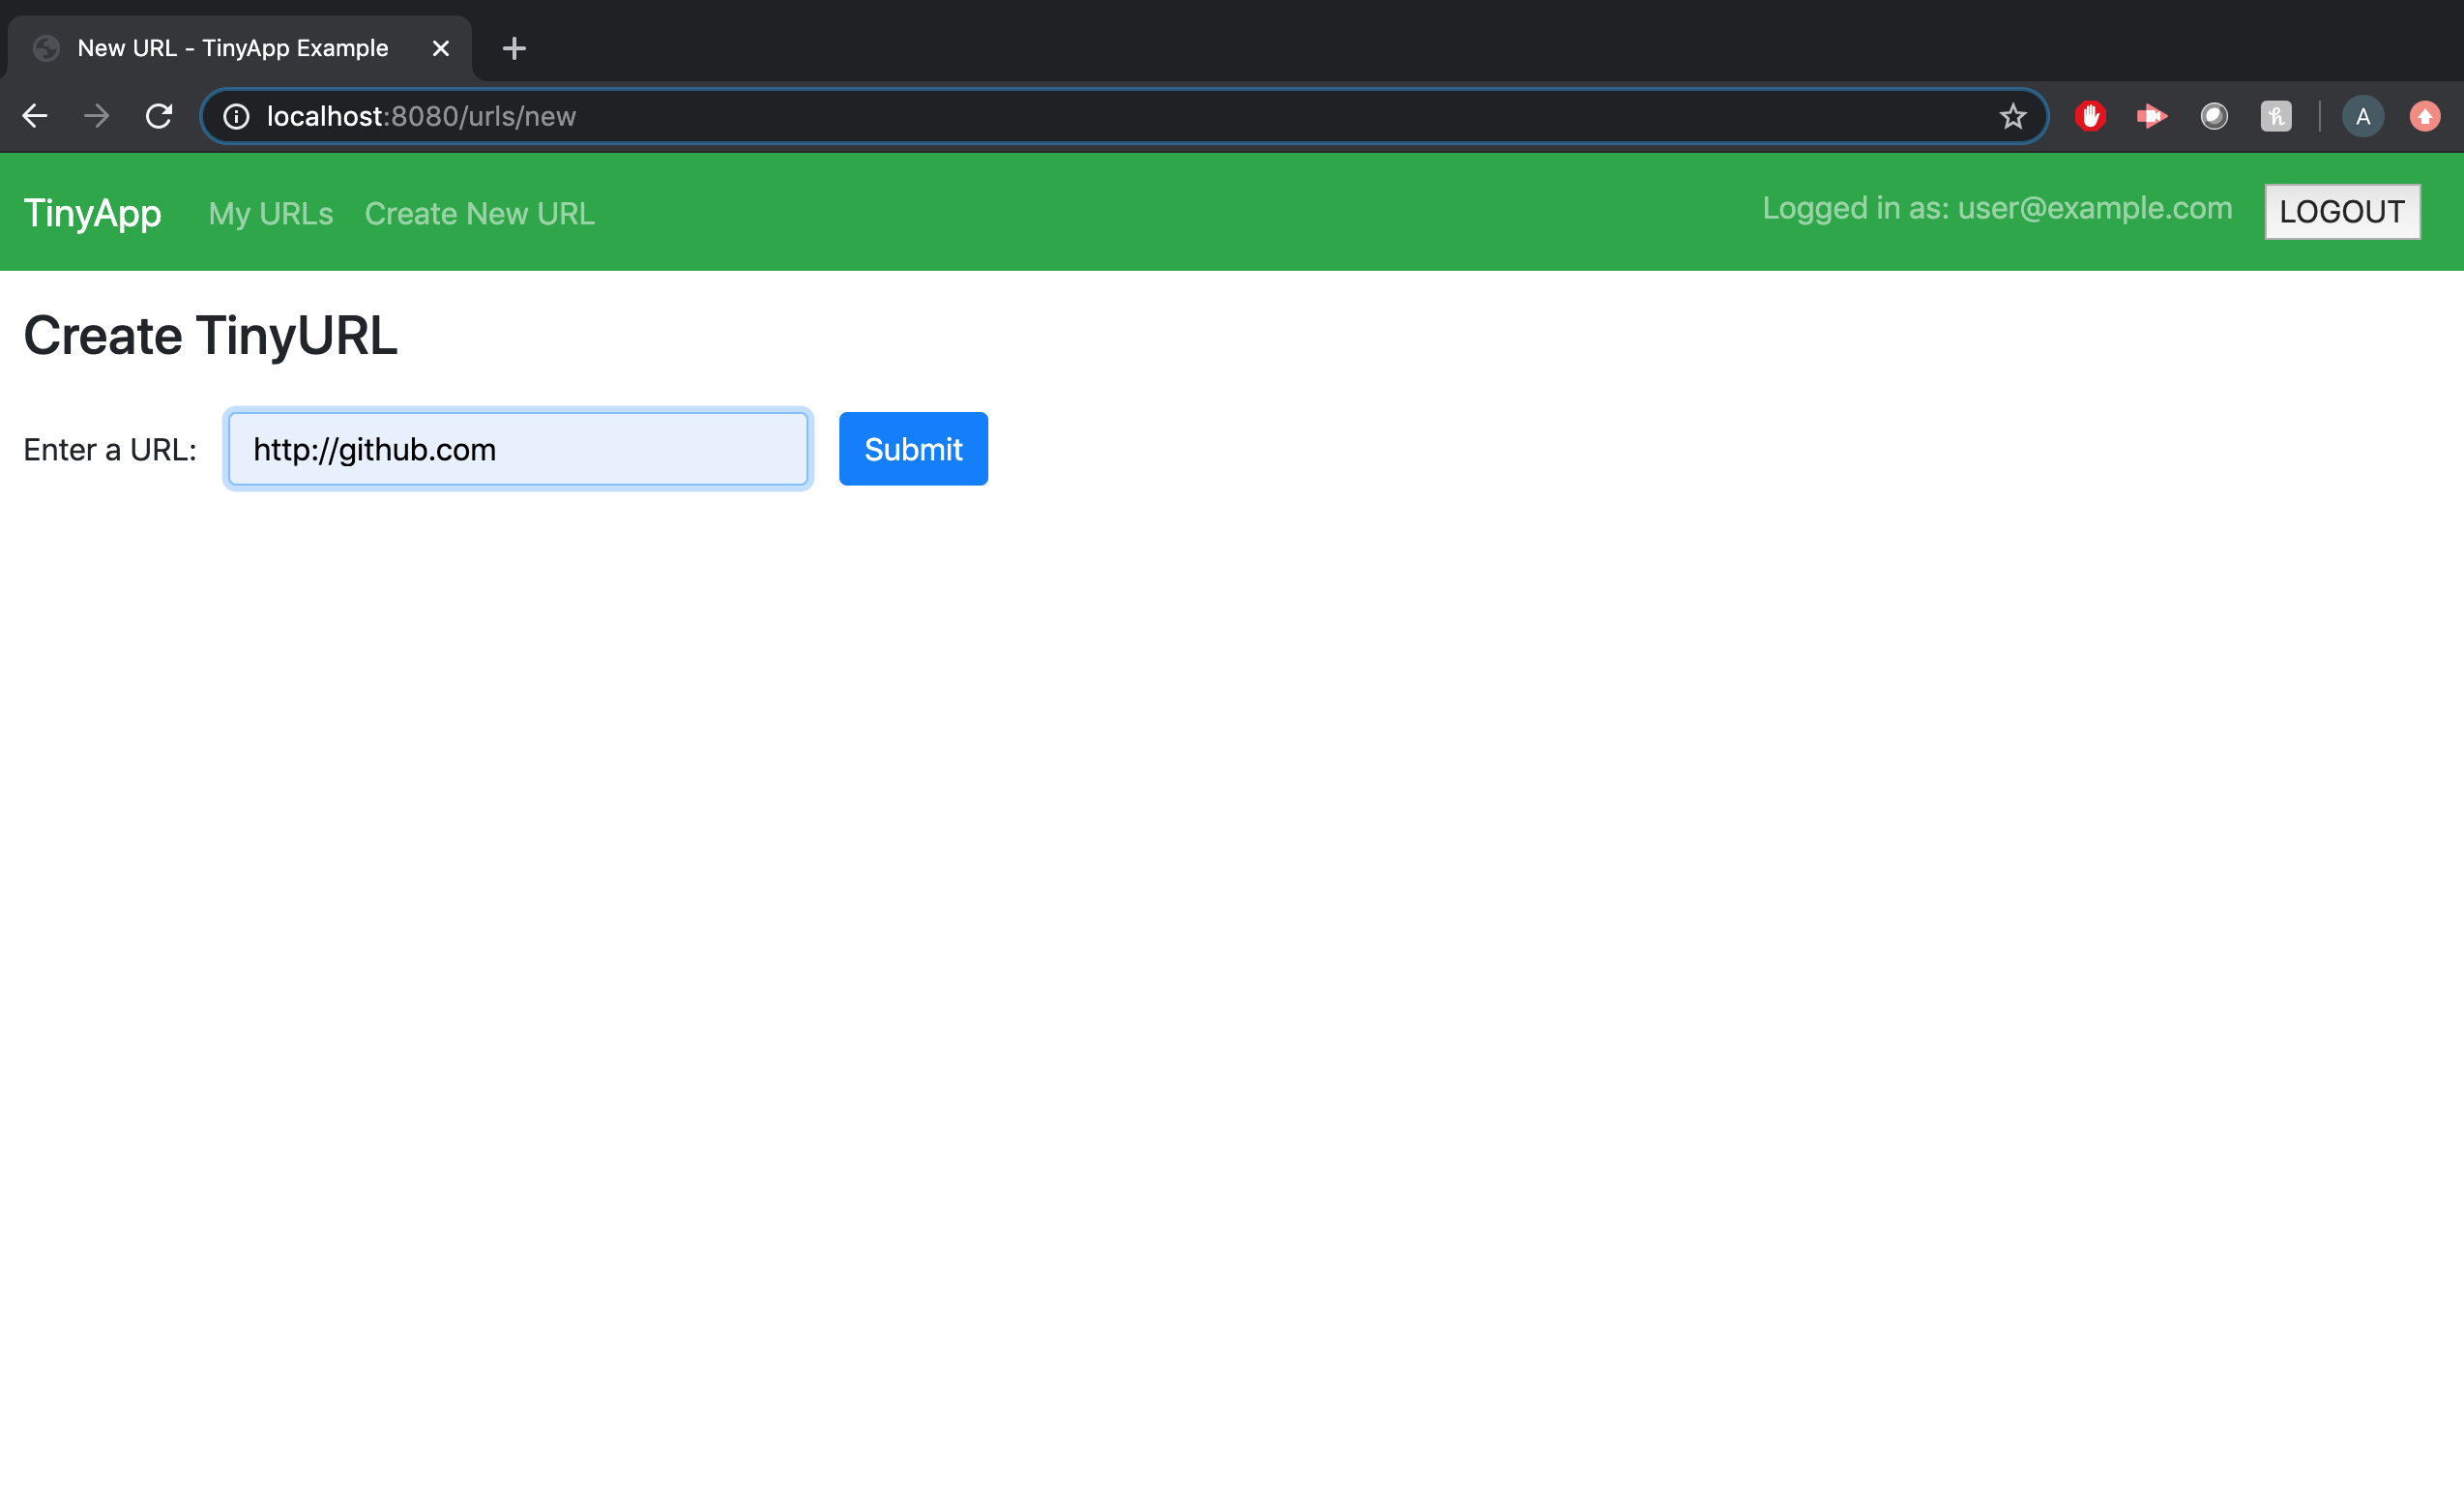 New URL - TinyApp Example
localhost:8080/urls/new
A
TinyApp My URLs Create New URL Logged in as: user@example.com LOGOUT
Create TinyURL
Enter a URL: http://github.com Submit